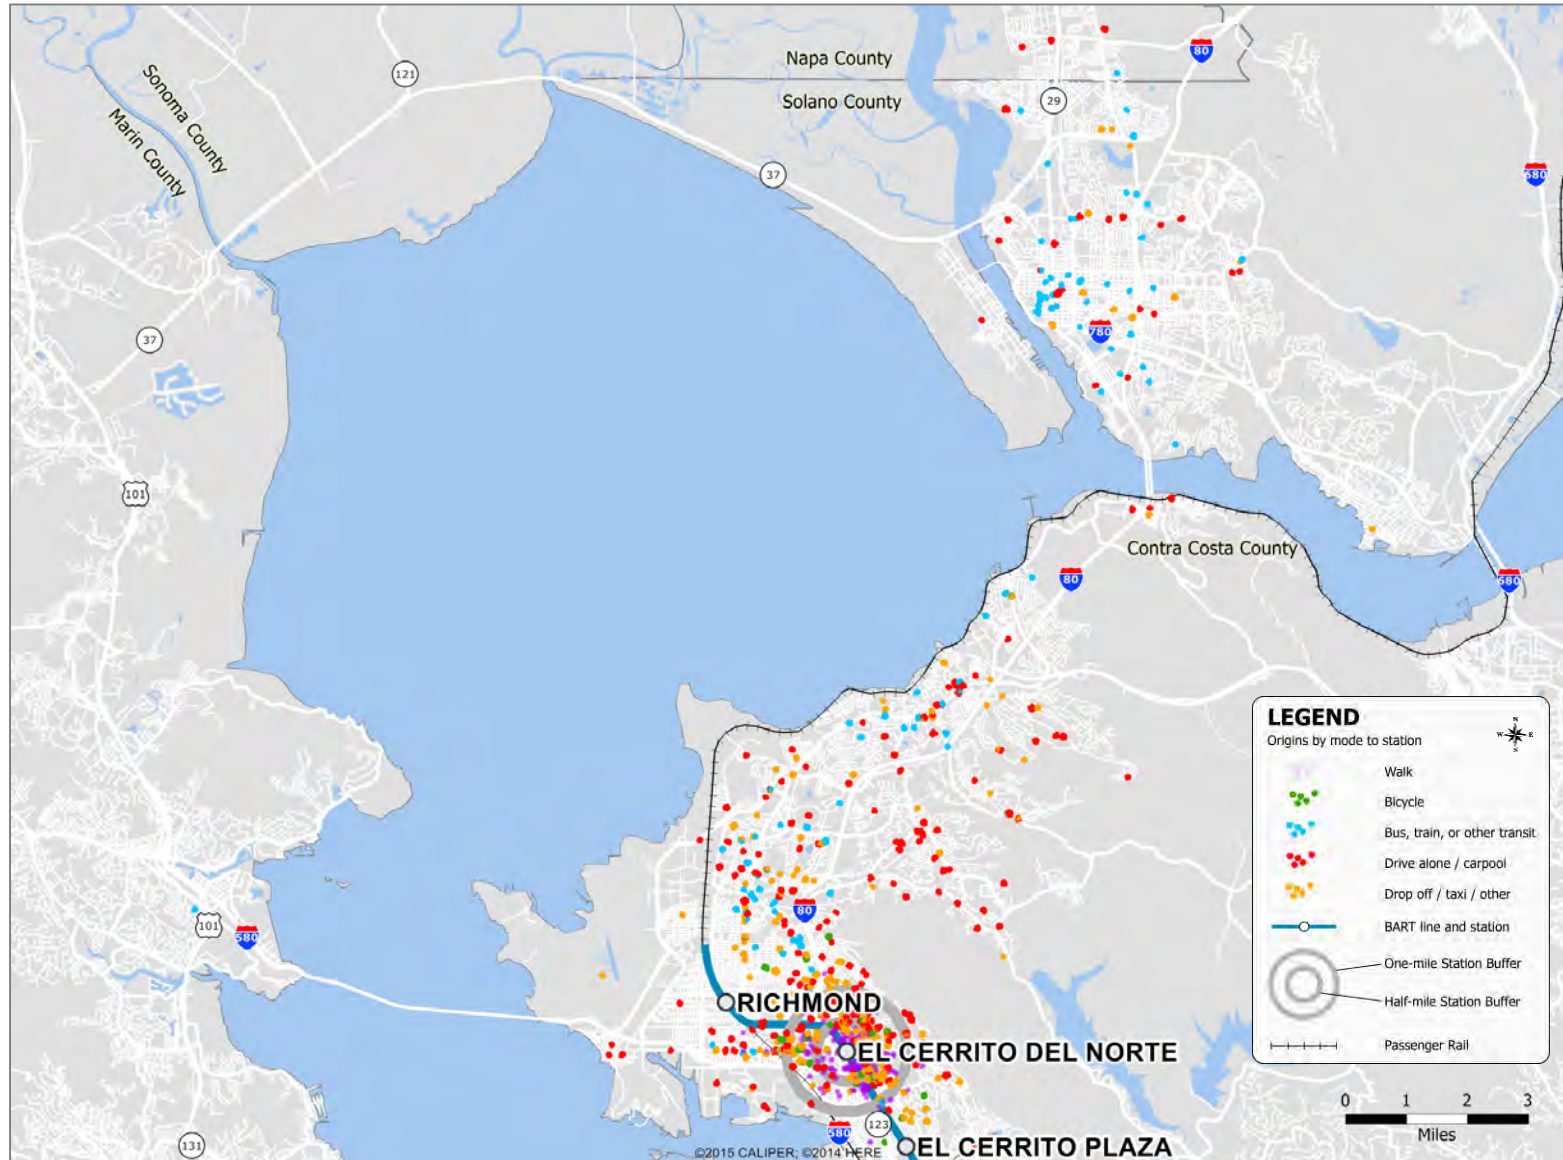 Napa County
80
Sonoma County
121
Solano County
29
Marin County
37
680
37
780
101
Contra Costa County
80
680
LEGEND
Origins by mode to station
N
W E
S
Walk
Bicycle
Bus, train, or other transit
Drive alone / carpool
Drop off / taxi / other
BART line and station
One-mile Station Buffer
Half-mile Station Buffer
Passenger Rail
80
101
580
RICHMOND
EL CERRITO DEL NORTE
0 1 2 3
Miles
123
580
131
EL CERRITO PLAZA
©2015 CALIPER; ©2014 HERE